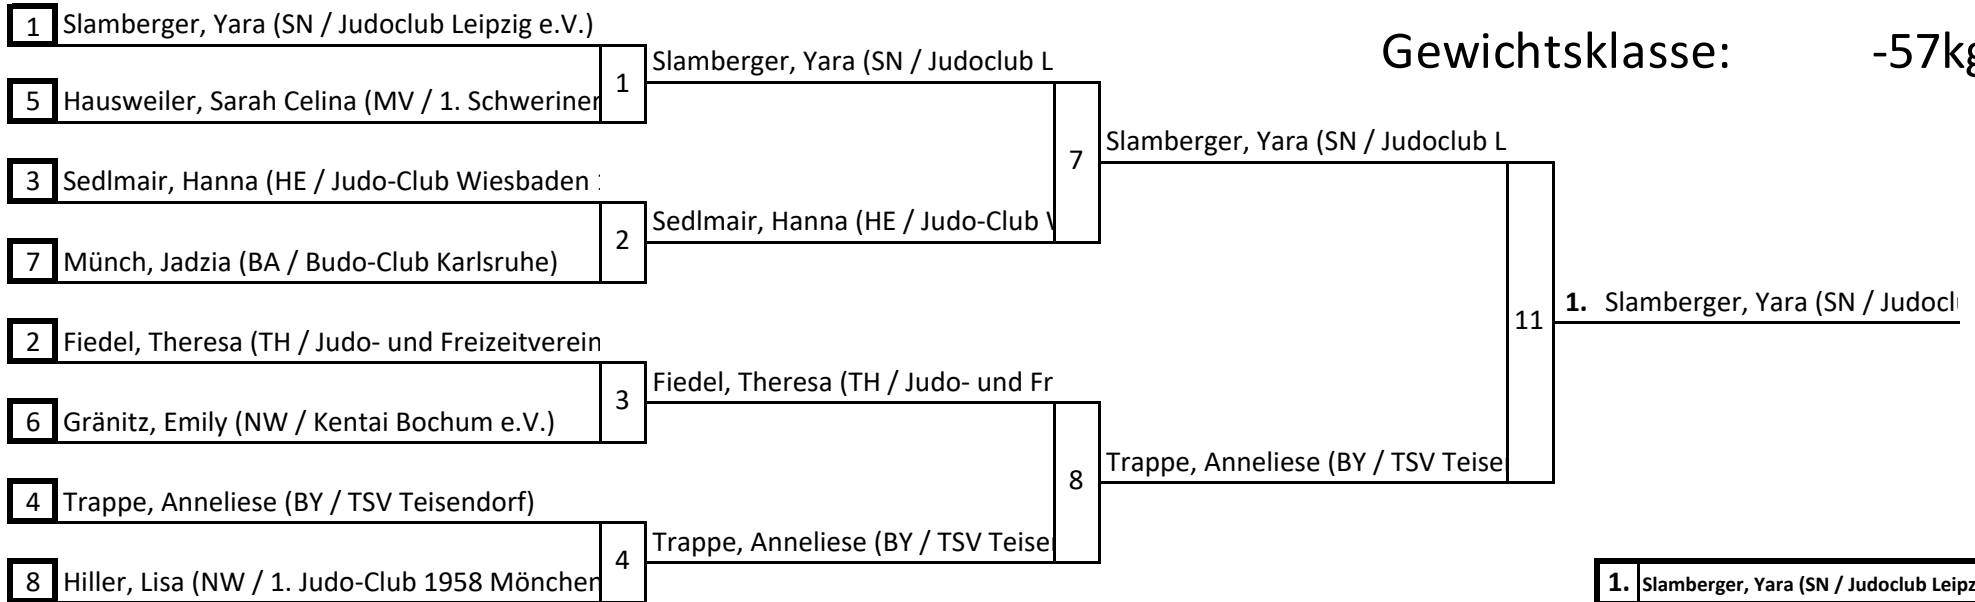 1 Slamberger, Yara (SN / Judoclub Leipzig e.V.)
Slamberger, Yara (SN / Judoclub L
Gewichtsklasse: -57kg
1
5 Hausweiler, Sarah Celina (MV / 1. Schweriner
Slamberger, Yara (SN / Judoclub L
7
3 Sedlmair, Hanna (HE / Judo-Club Wiesbaden
Sedlmair, Hanna (HE / Judo-Club
2
7 Münch, Jadzia (BA / Budo-Club Karlsruhe)
1. Slamberger, Yara (SN / Judocl
11
2 Fiedel, Theresa (TH / Judo- und Freizeitverein
Fiedel, Theresa (TH / Judo- und Fr
3
6 Gränitz, Emily (NW / Kentai Bochum e.V.)
Trappe, Anneliese (BY / TSV Teise
8
4 Trappe, Anneliese (BY / TSV Teisendorf)
Trappe, Anneliese (BY / TSV Teise
4
8 Hiller, Lisa (NW / 1. Judo-Club 1958 Mönchen
1. Slamberger, Yara (SN / Judoclub Leipz